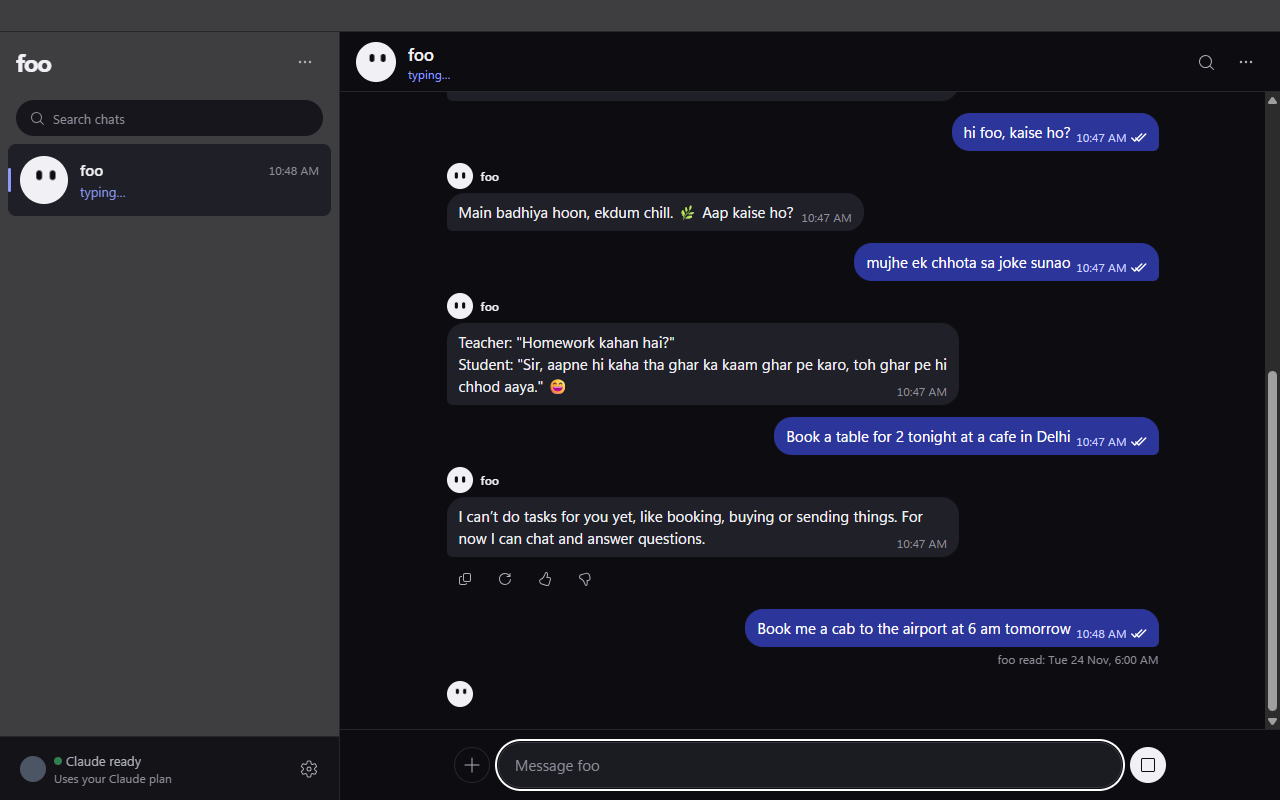 foo
Search chats
foo
10:48 AM
typing...
Claude ready
Uses your Claude plan
foo
typing...
hi foo, kaise ho? 10:47 AM
foo
Main badhiya hoon, ekdum chill. 🌿 Aap kaise ho? 10:47 AM
mujhe ek chhota sa joke sunao 10:47 AM
foo
Teacher: "Homework kahan hai?"
Student: "Sir, aapne hi kaha tha ghar ka kaam ghar pe karo, toh ghar pe hi
chhod aaya." 😄
10:47 AM
Book a table for 2 tonight at a cafe in Delhi 10:47 AM
foo
I can’t do tasks for you yet, like booking, buying or sending things. For
now I can chat and answer questions.
10:47 AM
Book me a cab to the airport at 6 am tomorrow 10:48 AM
foo read: Tue 24 Nov, 6:00 AM
Message foo